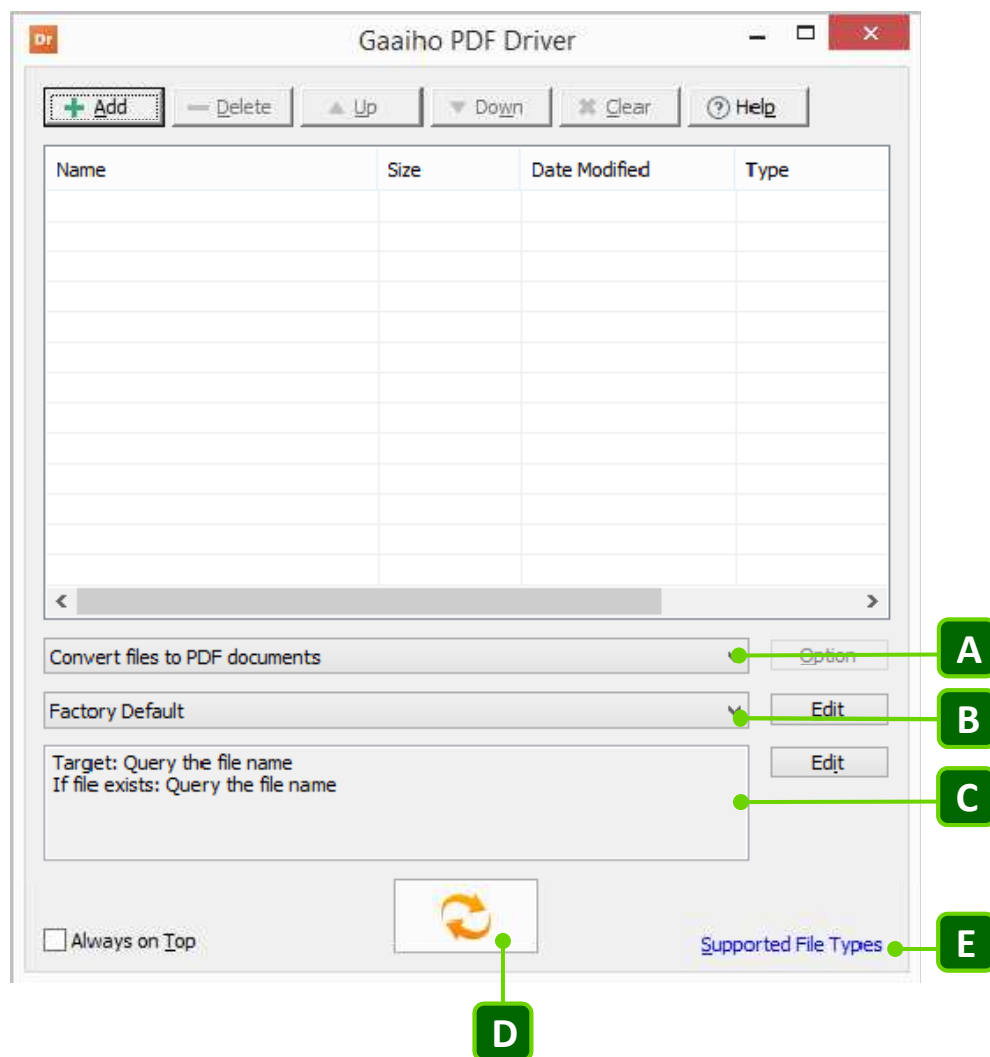 Dr Gaaiho PDF Driver
Add Delete Up Down Clear Help
Name Size Date Modified Type
Convert files to PDF documents Option A
Factory Default Edit B
Target: Query the file name Edit
If file exists: Query the file name
C
Always on Top Supported File Types E
D